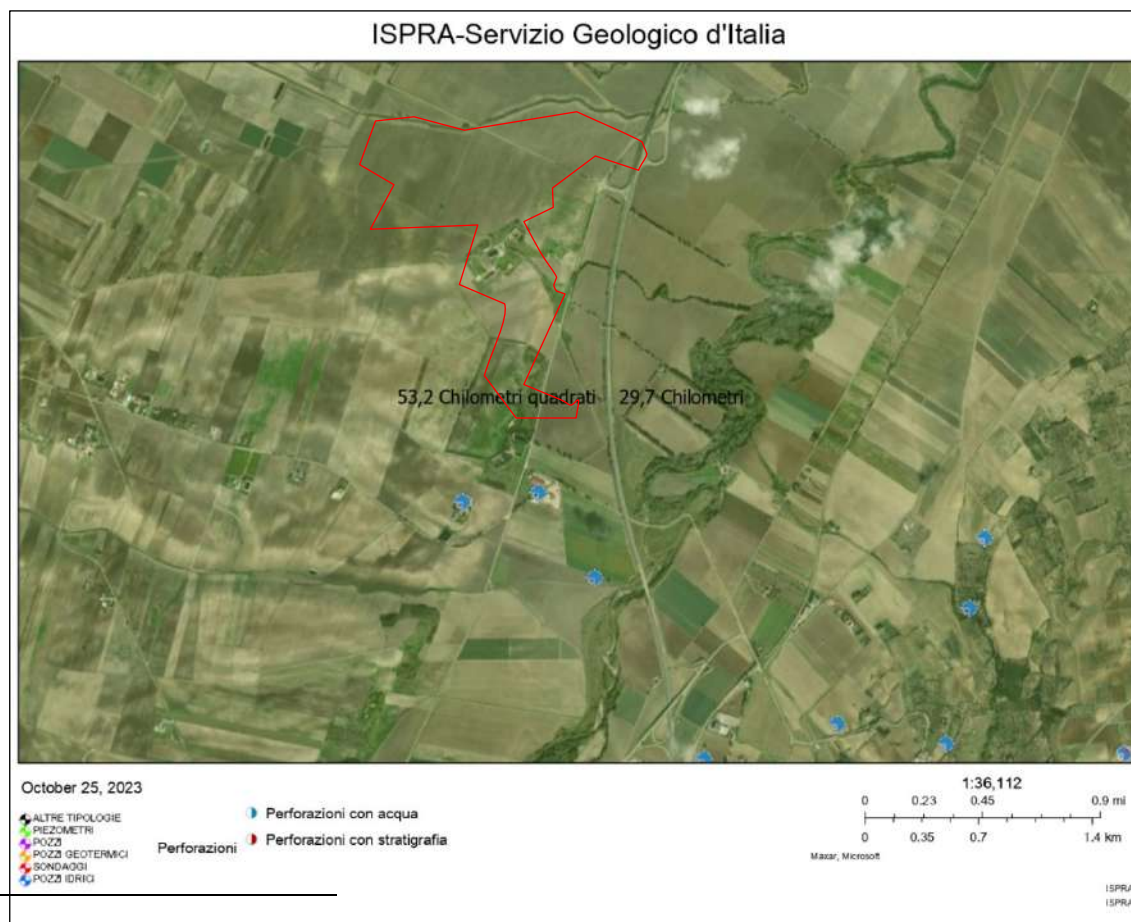 ISPRA-Servizio Geologico d'Italia
53,2 Chilometri quadrati 29,7 Chilometri
October 25, 2023
ALTRE TIPOLOGIE
PIEZOMETRI
POZZI
POZZI GEOTERMICI
SONDAGGI
POZZI IDRICI
Perforazioni
Perforazioni con acqua
Perforazioni con stratigrafia
1:36,112
0 0.23 0.45 0.9 mi
0 0.35 0.7 1.4 km
Maxar, Microsoft
ISPRA
ISPRA